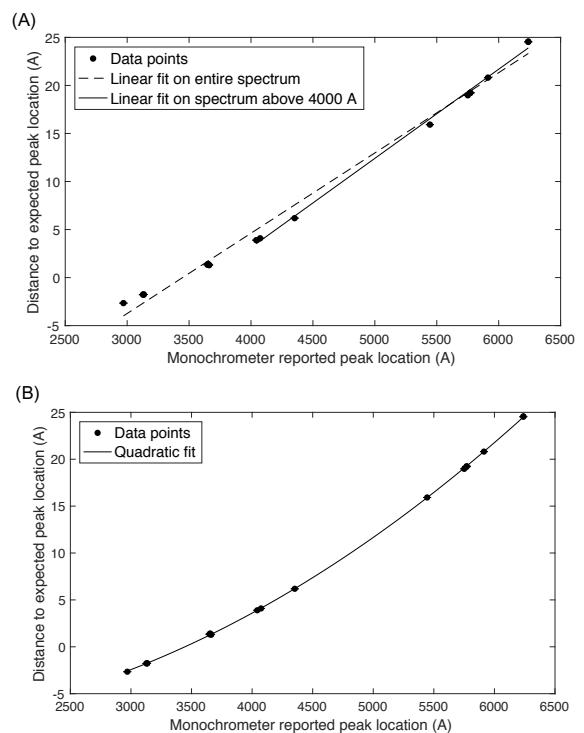 (A)
25
20
15
10
5
0
-5
Distance to expected peak location (A)
Data points
Linear fit on entire spectrum
Linear fit on spectrum above 4000 A
2500 3000 3500 4000 4500 5000 5500 6000 6500
Monochrometer reported peak location (A)
(B)
25
20
15
10
5
0
-5
Distance to expected peak location (A)
Data points
Quadratic fit
2500 3000 3500 4000 4500 5000 5500 6000 6500
Monochrometer reported peak location (A)